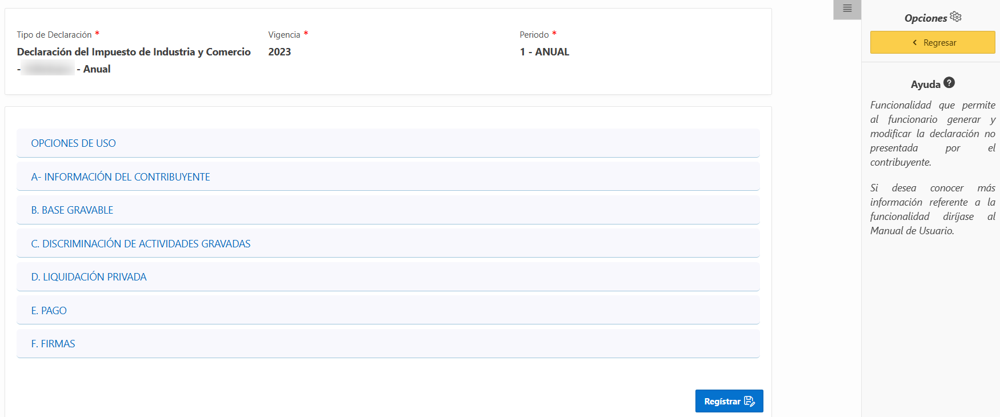 Tipo de Declaración *
Declaración del Impuesto de Industria y Comercio
- - Anual
Vigencia *
2023
Periodo *
1 - ANUAL
OPCIONES DE USO
A- INFORMACIÓN DEL CONTRIBUYENTE
B. BASE GRAVABLE
C. DISCRIMINACIÓN DE ACTIVIDADES GRAVADAS
D. LIQUIDACIÓN PRIVADA
E. PAGO
F. FIRMAS
Regístrar
Opciones
Regresar
Ayuda
Funcionalidad que permite
al funcionario generar y
modificar la declaración no
presentada por el
contribuyente.
Si desea conocer más
información referente a la
funcionalidad diríjase al
Manual de Usuario.